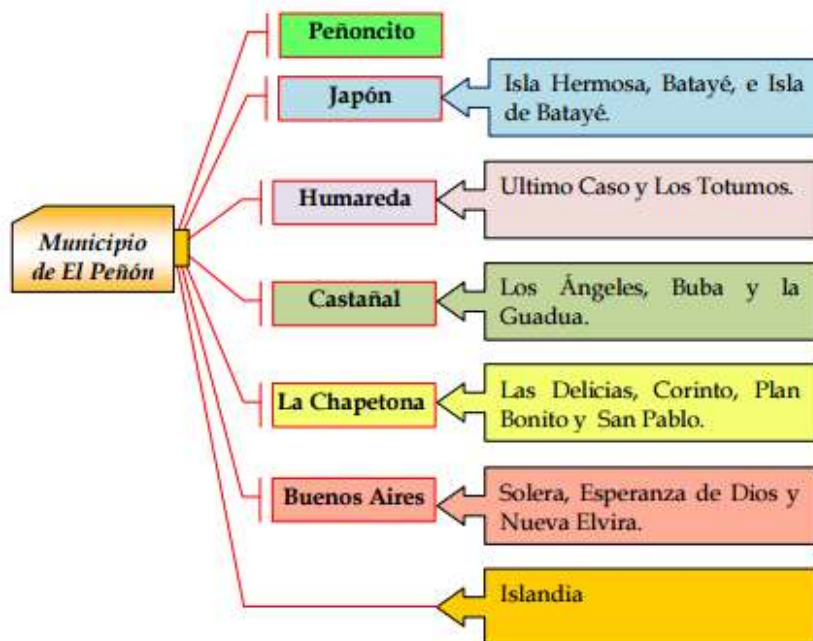 Peñoncito
Japón
Isla Hermosa, Batayé, e Isla
de Batayé.
Humareda
Ultimo Caso y Los Totumos.
Municipio
de El Peñón
Castañal
Los Ángeles, Buba y la
Guadua.
La Chapetona
Las Delicias, Corinto, Plan
Bonito y San Pablo.
Buenos Aires
Solera, Esperanza de Dios y
Nueva Elvira.
Islandia